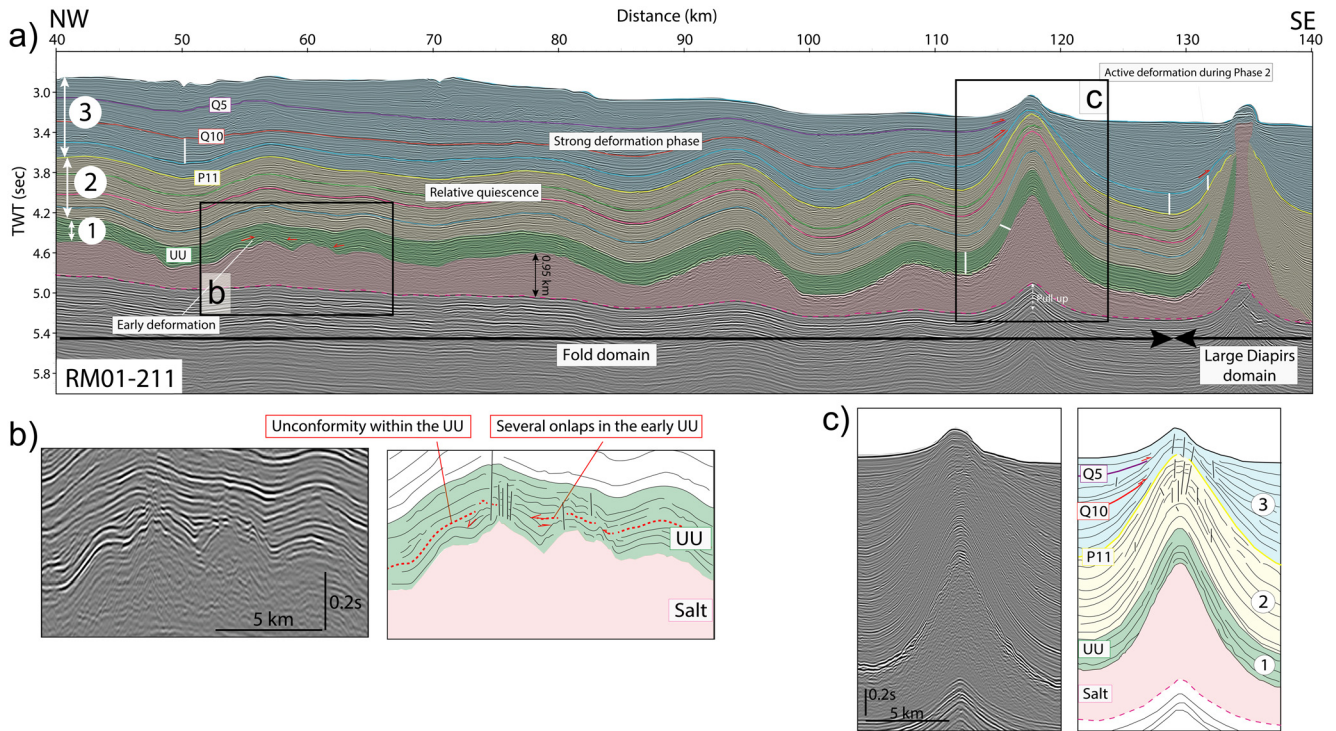 a)
NW
Distance (km)
SE
40 50 60 70 80 90 100 110 120 130 140
TWT (sec)
3.0
3.4
3.8
4.2
4.6
5.0
5.4
5.8
3
2
1
Q5
Q10
P11
UU
Strong deformation phase
Relative quiescence
Early deformation
b
0.95 km
Active deformation during Phase 2
c
Pull-up
Fold domain
Large Diapirs
domain
RM01-211
b)
Unconformity within the UU
Several onlaps in the early UU
0.2s
5 km
UU
Salt
c)
0.2s
5 km
Q5
Q10
P11
UU
Salt
3
2
1